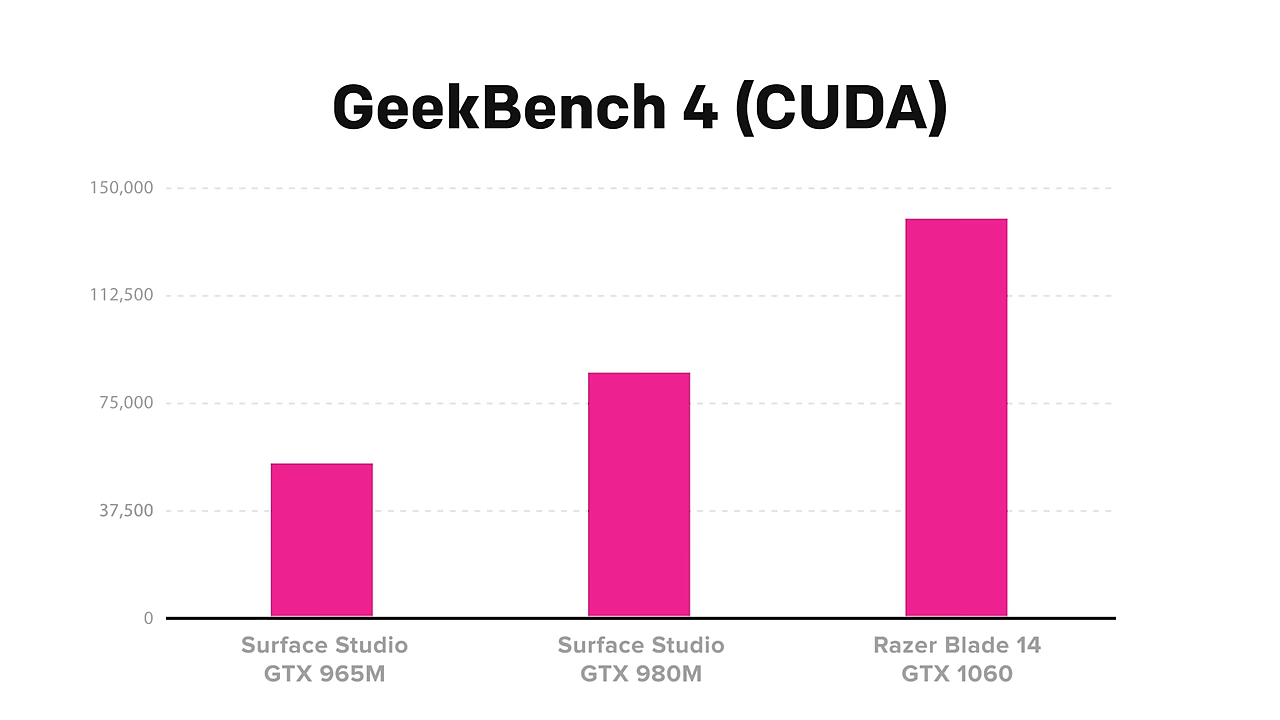 GeekBench 4 (CUDA)
150,000
112,500
75,000
37,500
0
Surface Studio
GTX 965M
Surface Studio
GTX 980M
Razer Blade 14
GTX 1060